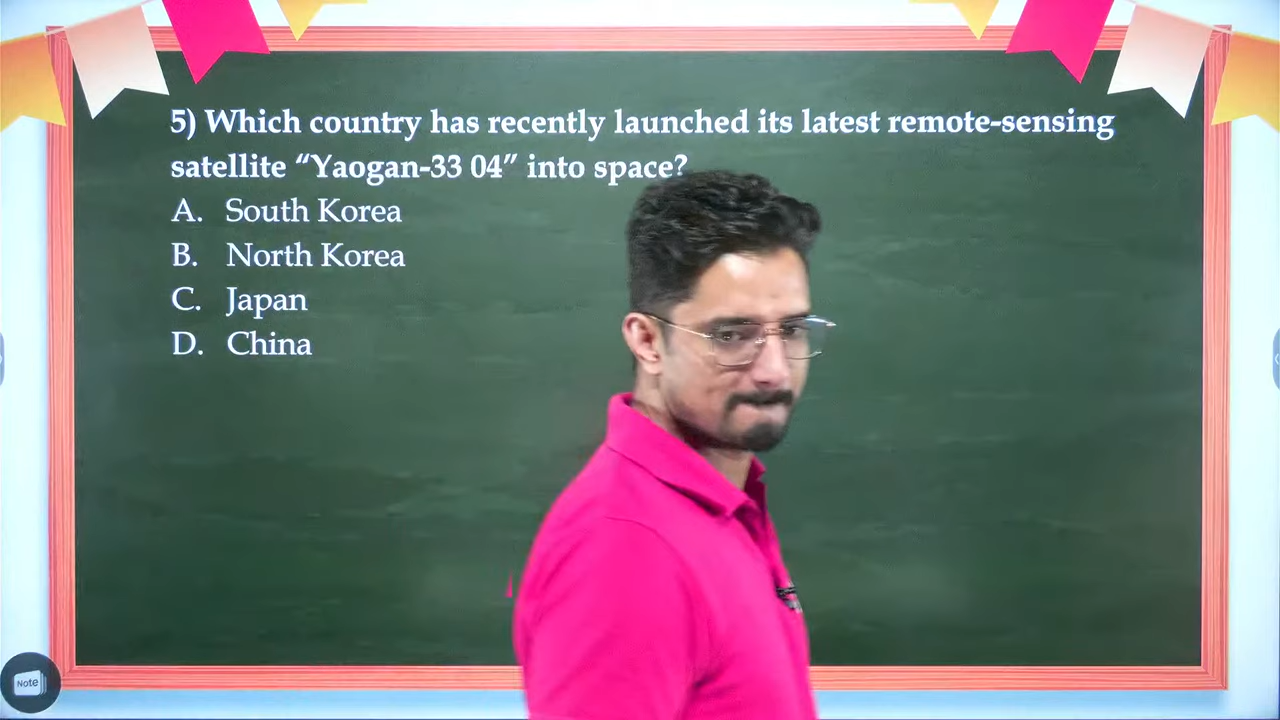 5) Which country has recently launched its latest remote-sensing
satellite “Yaogan-33 04” into space?
A. South Korea
B. North Korea
C. Japan
D. China
Note